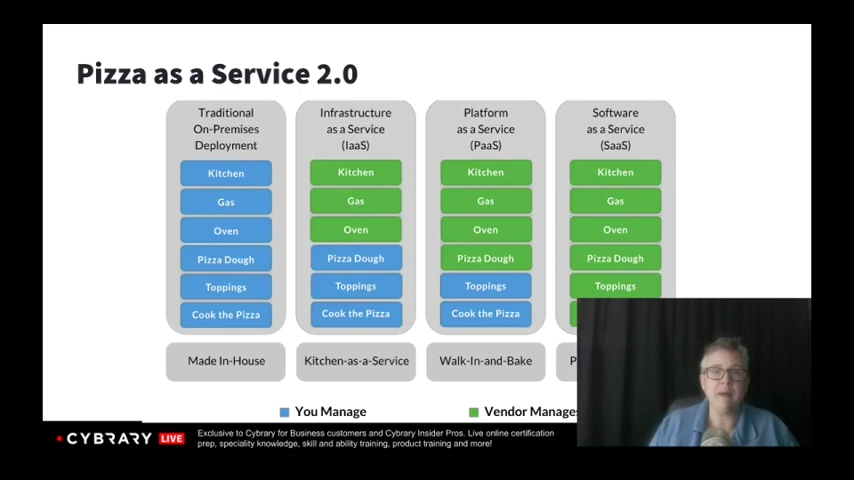 Pizza as a Service 2.0
Traditional
On-Premises
Deployment
Kitchen
Gas
Oven
Pizza Dough
Toppings
Cook the Pizza
Made In-House
Infrastructure
as a Service
(IaaS)
Kitchen
Gas
Oven
Pizza Dough
Toppings
Cook the Pizza
Kitchen-as-a-Service
Platform
as a Service
(PaaS)
Kitchen
Gas
Oven
Pizza Dough
Toppings
Cook the Pizza
Walk-In-and-Bake
Software
as a Service
(SaaS)
Kitchen
Gas
Oven
Pizza Dough
Toppings
P
You Manage
Vendor Manages
CYBRARY LIVE
Exclusive to Cybrary for Business customers and Cybrary Insider Pros. Live online certification
prep, speciality knowledge, skill and ability training, product training and more!